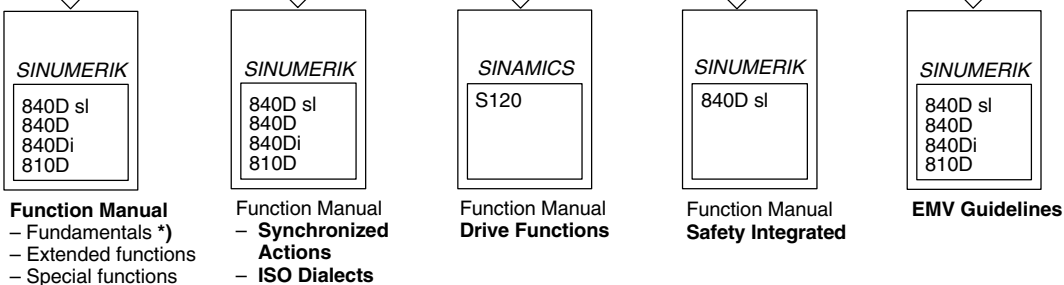 SINUMERIK
840D sl
840D
840Di
810D
Function Manual
– Fundamentals *)
– Extended functions
– Special functions
SINUMERIK
840D sl
840D
840Di
810D
Function Manual
– Synchronized
Actions
– ISO Dialects
SINAMICS
S120
Function Manual
Drive Functions
SINUMERIK
840D sl
Function Manual
Safety Integrated
SINUMERIK
840D sl
840D
840Di
810D
EMV Guidelines